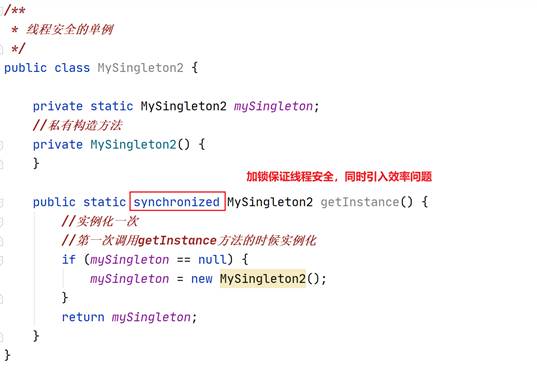 /**
 * 线程安全的单例
 */
public class MySingleton2 {
private static MySingleton2 mySingleton;
//私有构造方法
private MySingleton2() {
}
加锁保证线程安全，同时引入效率问题
public static synchronized MySingleton2 getInstance() {
//实例化一次
//第一次调用getInstance方法的时候实例化
if (mySingleton == null) {
mySingleton = new MySingleton2();
}
return mySingleton;
}
}